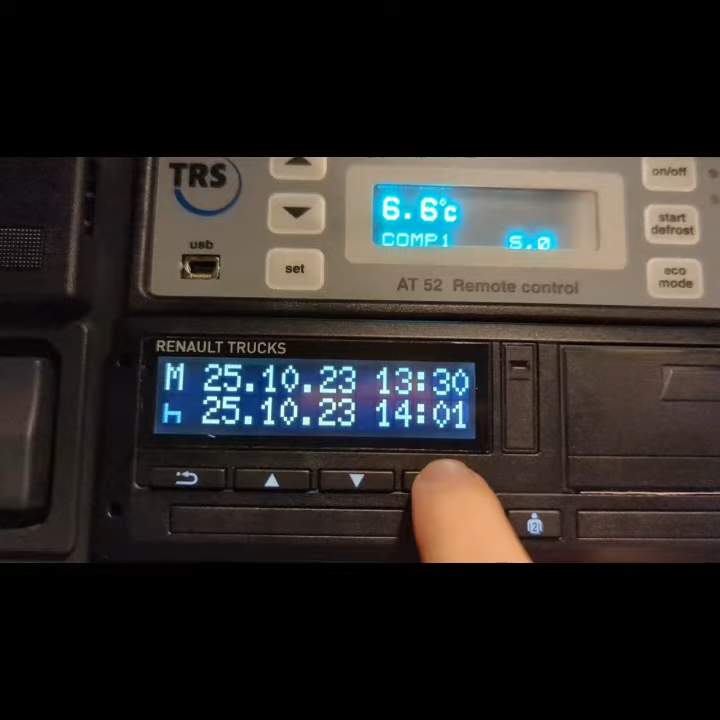 TRS
usb
set
6.6°c
COMP1 5.0
on/off
start
defrost
eco
mode
AT 52 Remote control
RENAULT TRUCKS
M 25.10.23 13:30
h 25.10.23 14:01
2